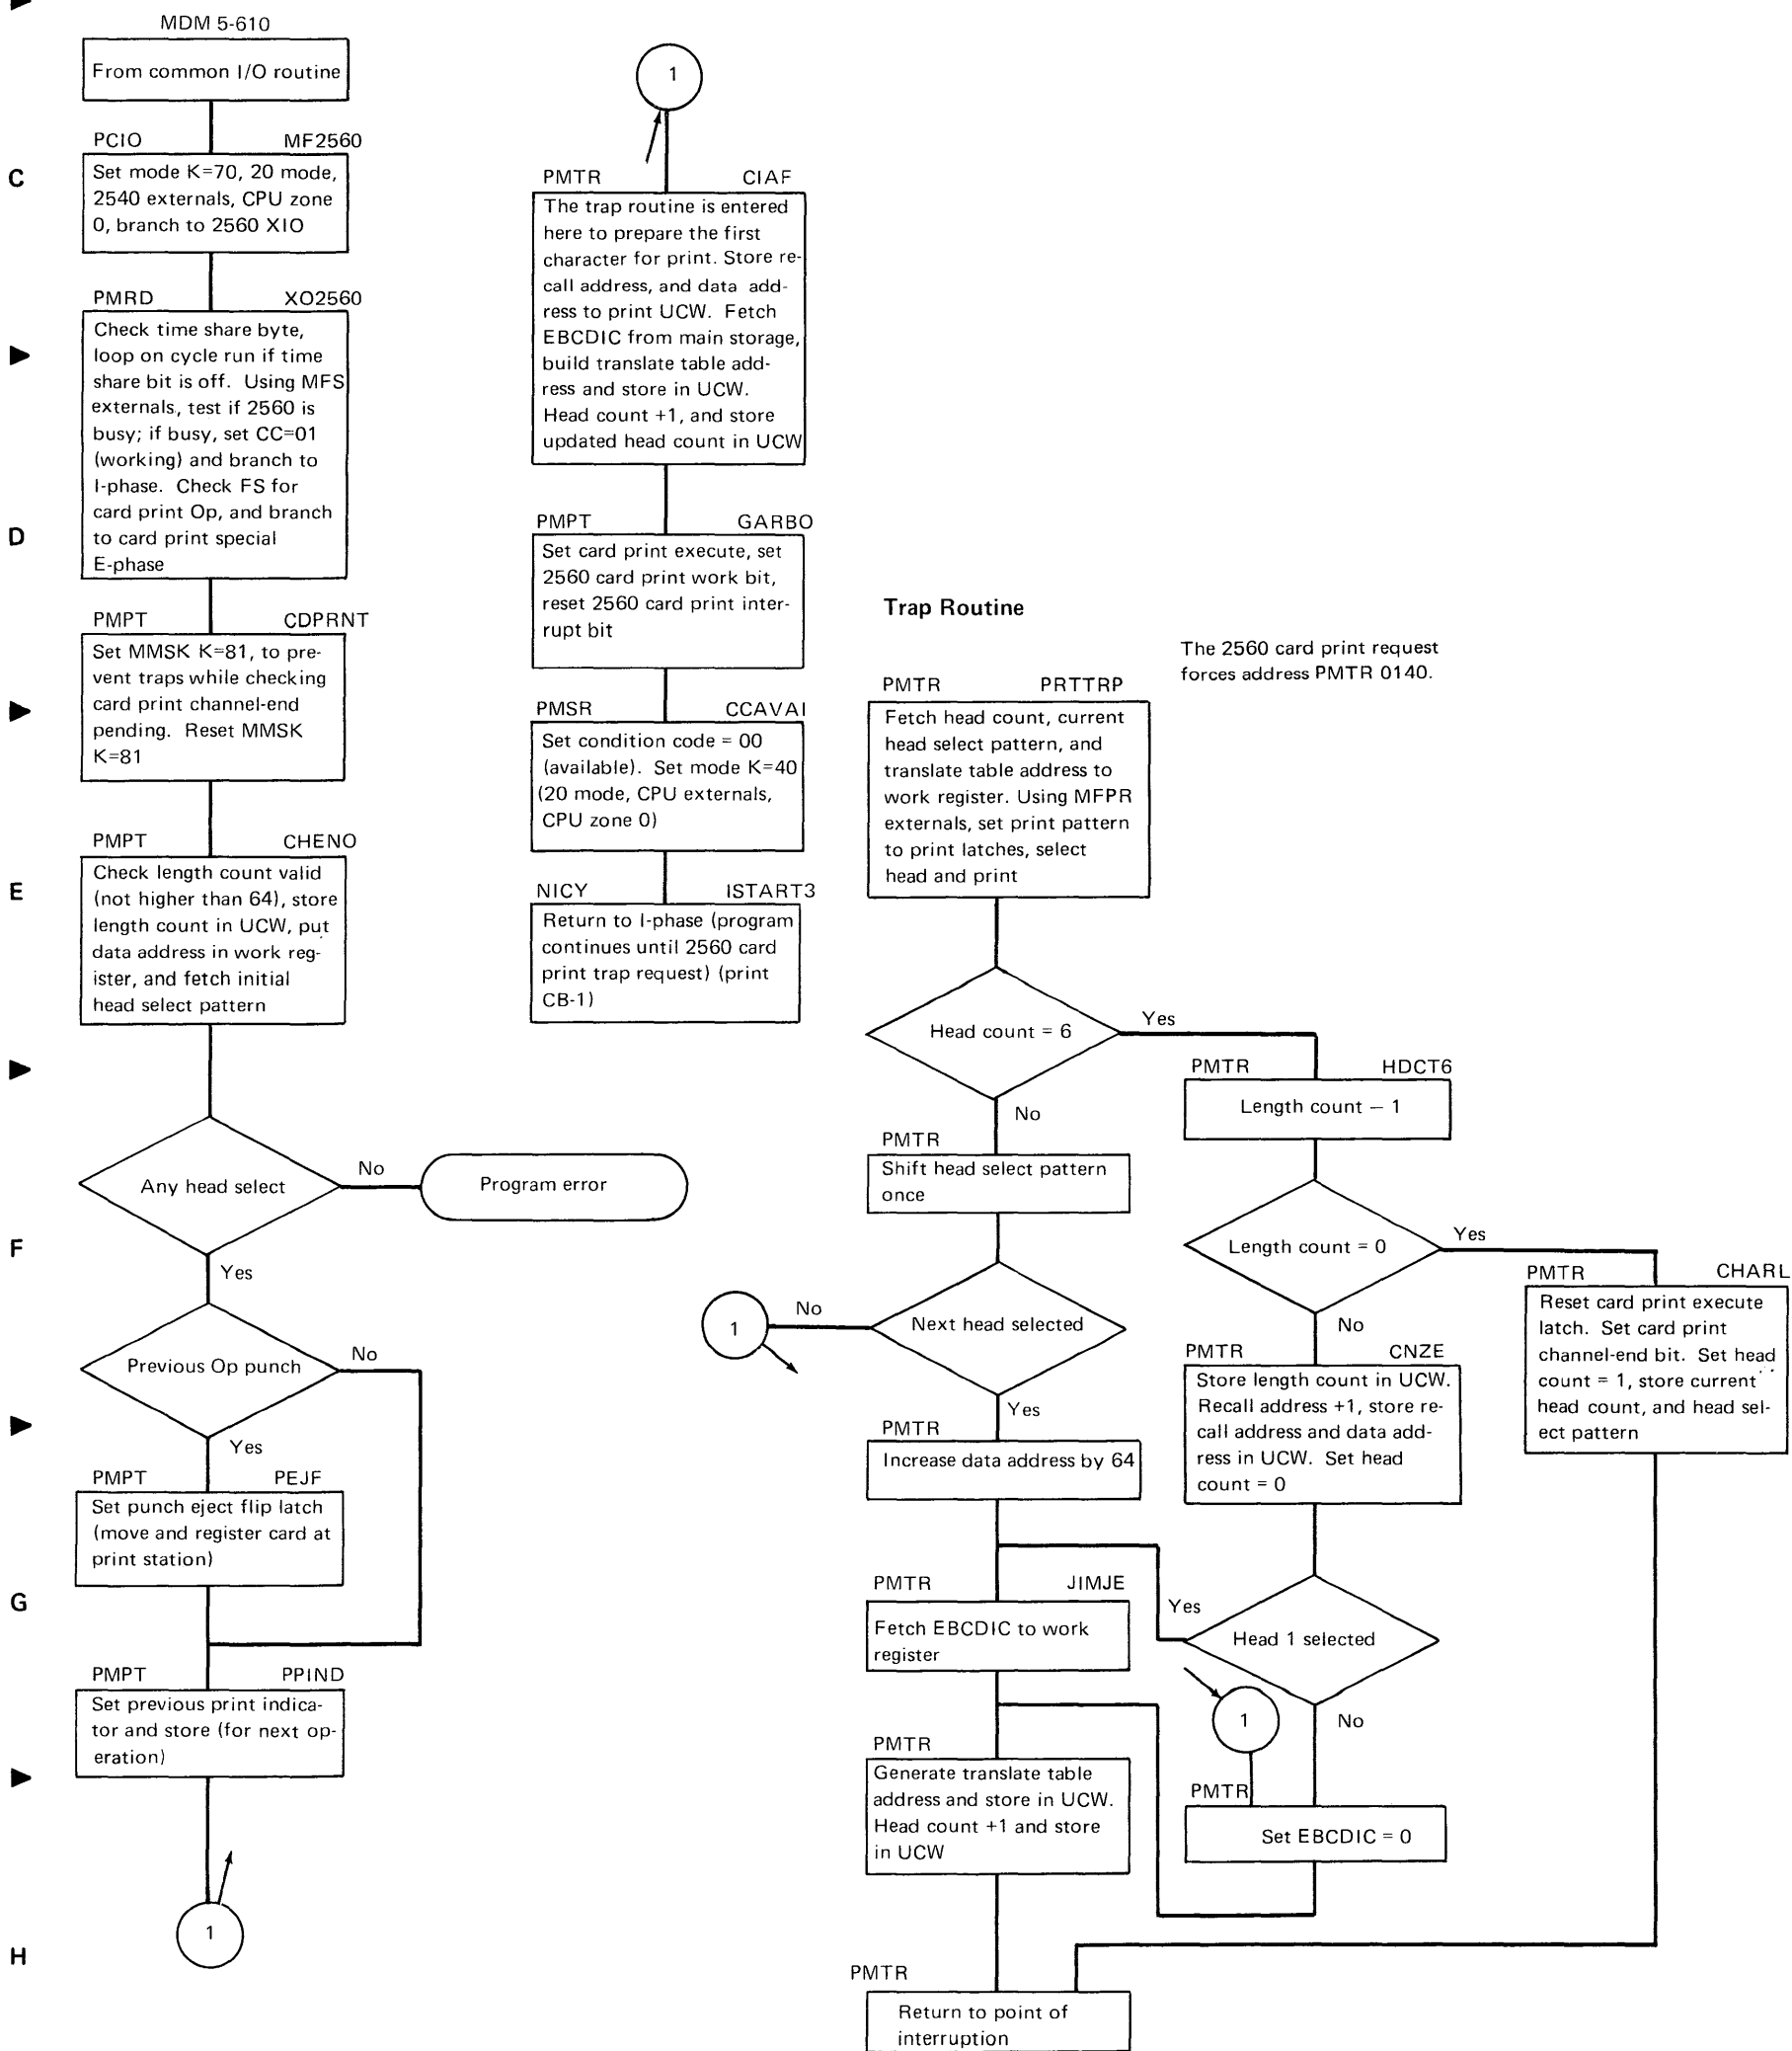 MDM 5-610
From common I/O routine
PCIO MF2560
Set mode K=70, 20 mode,
2540 externals, CPU zone
0, branch to 2560 XIO
C
PMRD XO2560
Check time share byte,
loop on cycle run if time
share bit is off. Using MFS
externals, test if 2560 is
busy; if busy, set CC=01
(working) and branch to
I-phase. Check FS for
card print Op, and branch
to card print special
E-phase
D
PMPT CDPRNT
Set MMSK K=81, to pre-
vent traps while checking
card print channel-end
pending. Reset MMSK
K=81
PMPT CHENO
Check length count valid
(not higher than 64), store
length count in UCW, put
data address in work reg-
ister, and fetch initial
head select pattern
E
Any head select
No
Program error
Yes
F
Previous Op punch
No
Yes
PMPT PEJF
Set punch eject flip latch
(move and register card at
print station)
G
PMPT PPIND
Set previous print indica-
tor and store (for next op-
eration)
1
H
1
PMTR CIAF
The trap routine is entered
here to prepare the first
character for print. Store re-
call address, and data add-
ress to print UCW. Fetch
EBCDIC from main storage,
build translate table add-
ress and store in UCW.
Head count +1, and store
updated head count in UCW
PMPT GARBO
Set card print execute, set
2560 card print work bit,
reset 2560 card print inter-
rupt bit
PMSR CCAVAI
Set condition code = 00
(available). Set mode K=40
(20 mode, CPU externals,
CPU zone 0)
NICY ISTART3
Return to I-phase (program
continues until 2560 card
print trap request) (print
CB-1)
Trap Routine
The 2560 card print request
forces address PMTR 0140.
PMTR PRTTRP
Fetch head count, current
head select pattern, and
translate table address to
work register. Using MFPR
externals, set print pattern
to print latches, select
head and print
Head count = 6
Yes
No
PMTR
Shift head select pattern
once
Next head selected
No
1
Yes
PMTR
Increase data address by 64
PMTR JIMJE
Fetch EBCDIC to work
register
PMTR
Generate translate table
address and store in UCW.
Head count +1 and store
in UCW
PMTR
Return to point of
interruption
PMTR HDCT6
Length count — 1
Length count = 0
Yes
No
PMTR CNZE
Store length count in UCW.
Recall address +1, store re-
call address and data add-
ress in UCW. Set head
count = 0
Head 1 selected
Yes
No
1
PMTR
Set EBCDIC = 0
PMTR CHARL
Reset card print execute
latch. Set card print
channel-end bit. Set head
count = 1, store current
head count, and head sel-
ect pattern